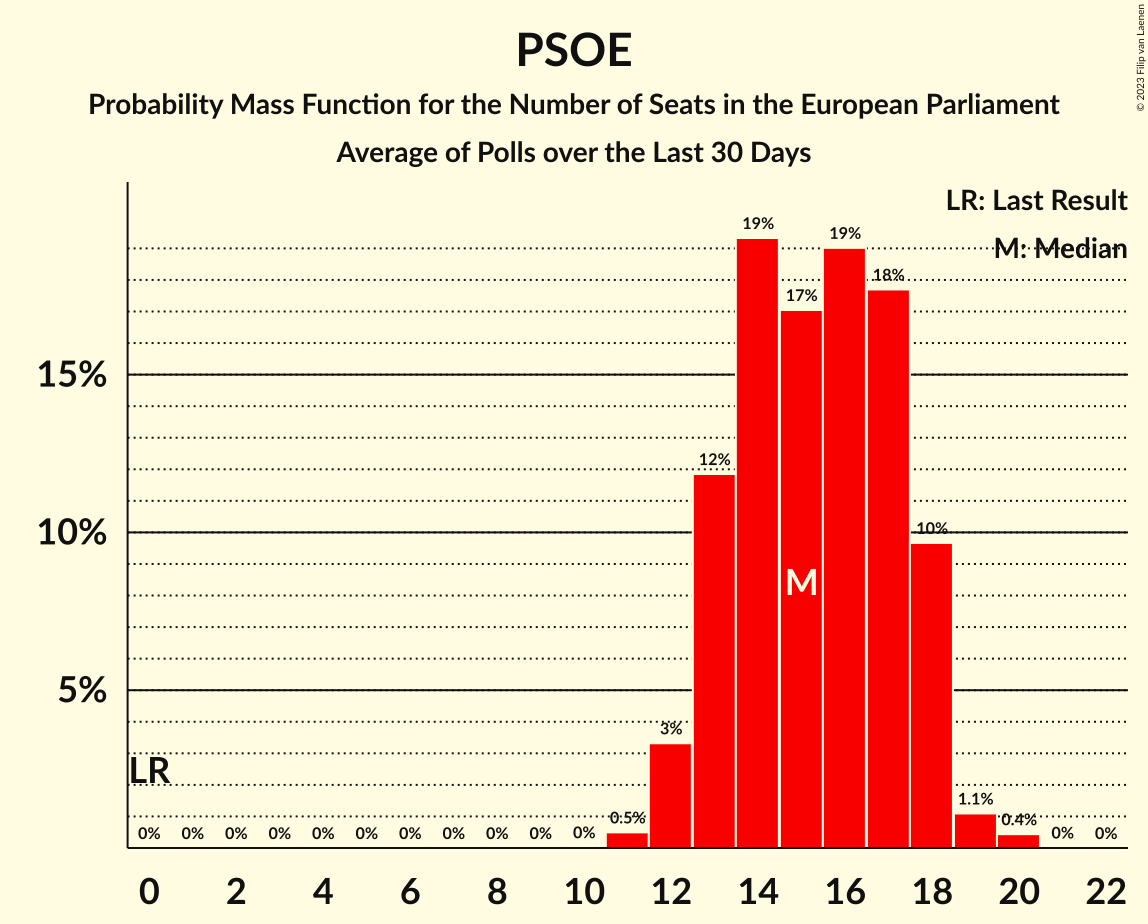 PSOE
Probability Mass Function for the Number of Seats in the European Parliament
Average of Polls over the Last 30 Days
© 2023 Filip van Laenen
LR: Last Result
M: Median
15%
10%
5%
19%
19%
18%
17%
12%
10%
M
3%
LR
1.1%
0.5%
0.4%
0% 0% 0% 0% 0% 0% 0% 0% 0% 0% 0% 0% 0%
0 2 4 6 8 10 12 14 16 18 20 22